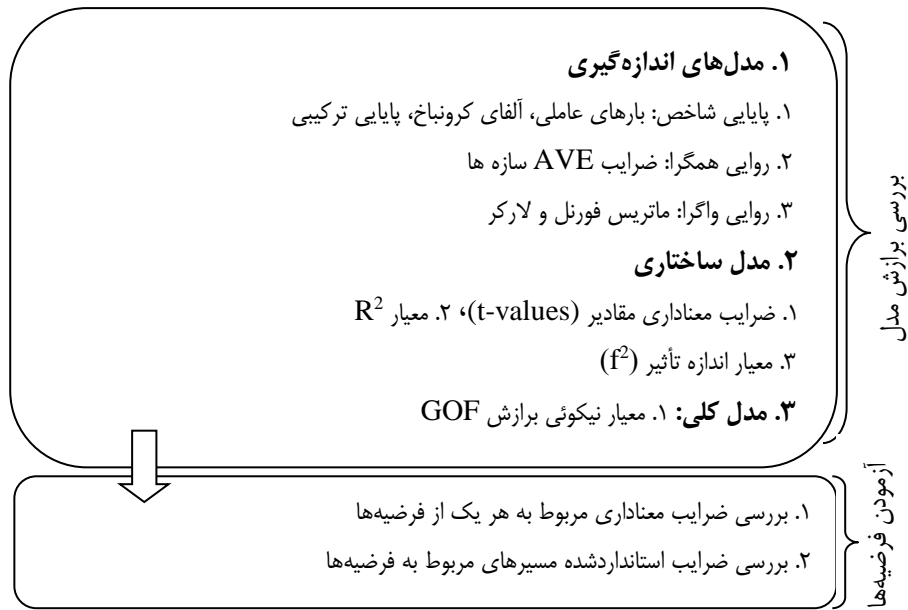 ۱. مدل‌های اندازه‌گیری
۱. پایایی شاخص: بارهای عاملی، آلفای کرونباخ، پایایی ترکیبی
۲. روایی همگرا: ضرایب AVE سازه ها
۳. روایی واگرا: ماتریس فورنل و لارکر
۲. مدل ساختاری
۱. ضرایب معناداری مقادیر (t-values)، ۲. معیار R²
۳. معیار اندازه تأثیر (f²)
۳. مدل کلی: ۱. معیار نیکوئی برازش GOF
بررسی برازش مدل
۱. بررسی ضرایب معناداری مربوط به هر یک از فرضیه‌ها
۲. بررسی ضرایب استانداردشده مسیرهای مربوط به فرضیه‌ها
آزمودن فرضیه‌ها